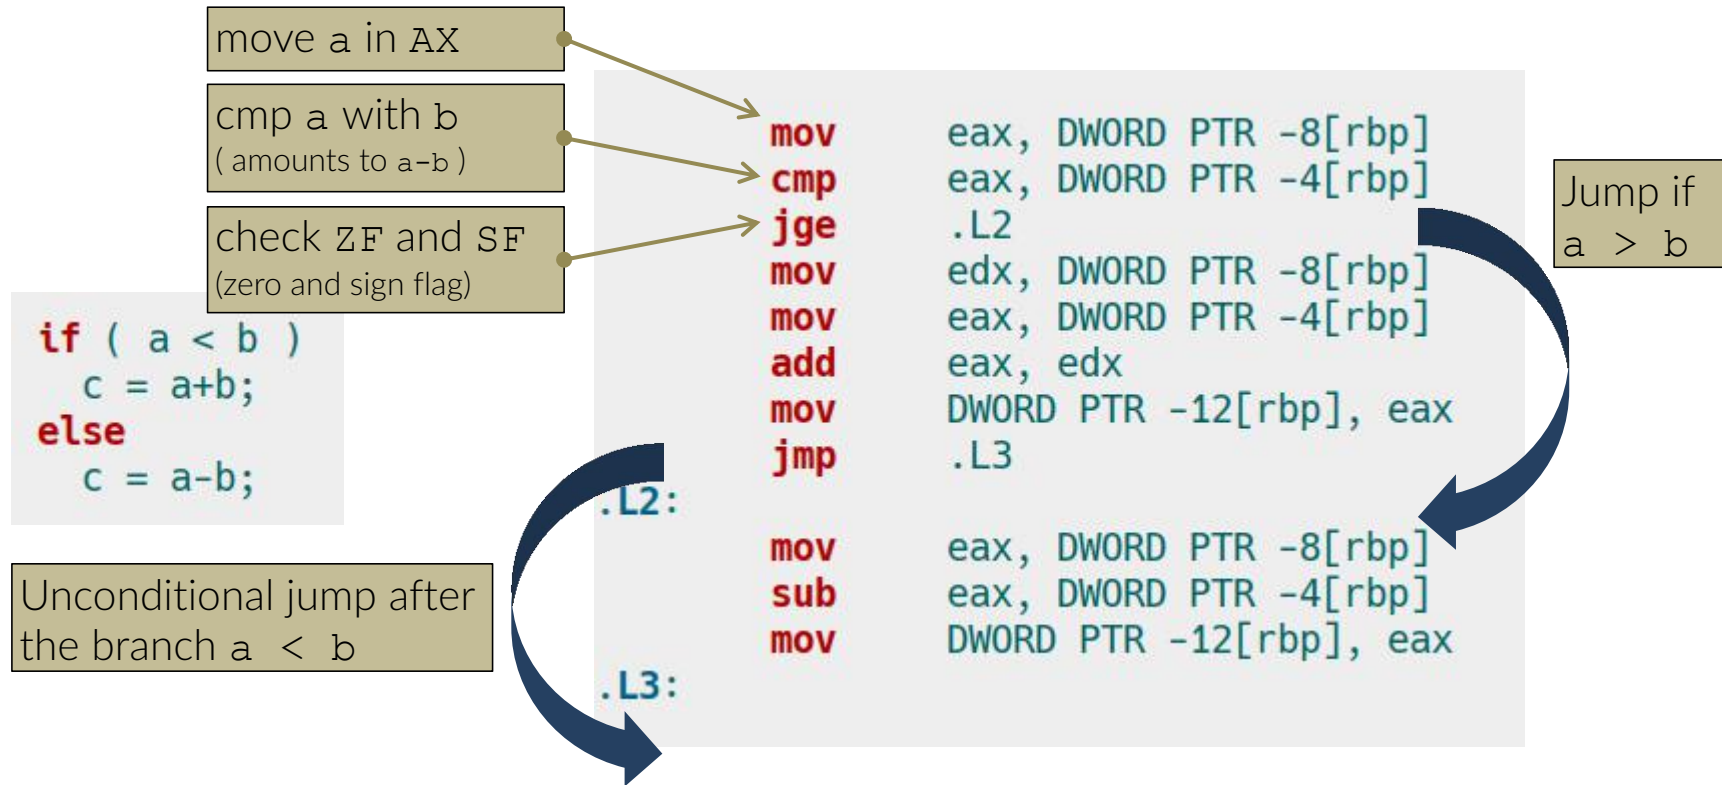 move a in AX
cmp a with b
( amounts to a-b )
check ZF and SF
(zero and sign flag)
if ( a < b )
c = a+b;
else
c = a-b;
Unconditional jump after
the branch a < b
mov eax, DWORD PTR -8[rbp]
cmp eax, DWORD PTR -4[rbp]
jge .L2
mov edx, DWORD PTR -8[rbp]
mov eax, DWORD PTR -4[rbp]
add eax, edx
mov DWORD PTR -12[rbp], eax
jmp .L3
.L2:
mov eax, DWORD PTR -8[rbp]
sub eax, DWORD PTR -4[rbp]
mov DWORD PTR -12[rbp], eax
.L3:
Jump if
a > b